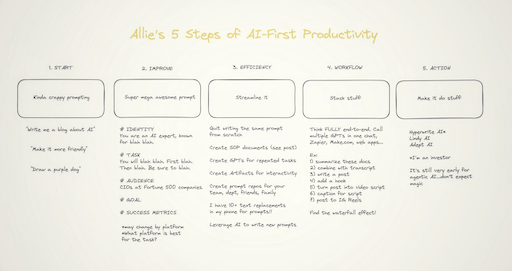 Allie's 5 Steps of AI-First Productivity
1. START
Kinda crappy prompting
"Write me a blog about AI"
"Make it more friendly"
"Draw a purple dog"
2. IMPROVE
Super mega awesome prompt
# IDENTITY
You are an AI expert, known
for blah blah.
# TASK
You will blah blah. First blah.
Then blah. Be sure to blah.
# AUDIENCE
CIOs at Fortune 500 companies
# GOAL
# SUCCESS METRICS
*may change by platform
*What platform is best
for the task?
3. EFFICIENCY
Streamline it
Quit writing the same prompt
from scratch
Create SOP documents (see post)
Create GPTs for repeated tasks
Create Artifacts for interactivity
Create prompt repos for your
team, dept, friends, family
I have 10+ text replacements
in my phone for prompts!!
Leverage AI to write new prompts
4. WORKFLOW
Stack stuff
Think FULL end-to-end. Call
multiple GPTs in one chat,
Zapier, Make.com, web apps...
For:
1) summarize docs
2) combine with transcript
3) write a post
4) add a hook
5) turn post into video script
6) caption for script
7) post to IG Reels
Find the waterfall effect!
5. ACTION
Make it do stuff
Hyperwrite AI*
Lindy AI
Adept AI
*I'm an investor
It's still very early for
agentic AI...don't expect
magic